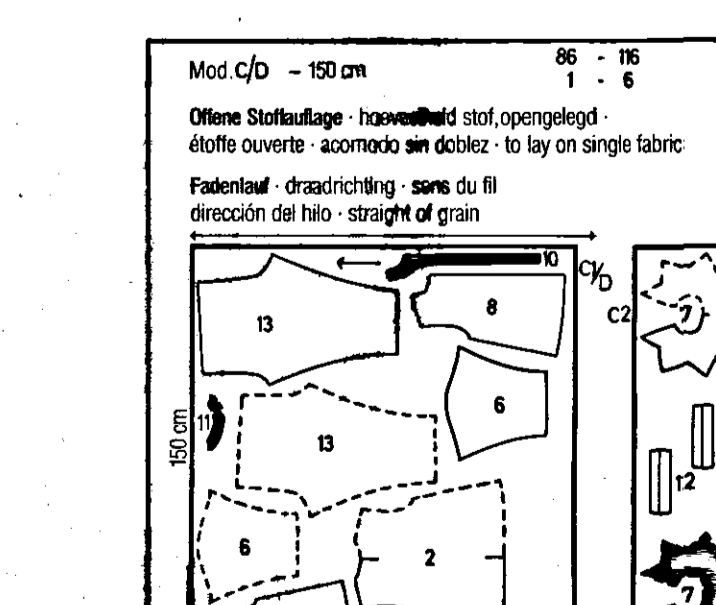 Mod.C/D - 150 cm
86 - 116
1 - 6
Offene Stoffauflage · stof, opengelegd ·
étoffe ouverte · acomodo sin doblez · to lay on single fabric
Fadenlauf · draadrichting · sens du fil
dirección del hilo · straight of grain
10
C1/D
13
8
C2
7
6
11
150 cm
13
12
6
2
7